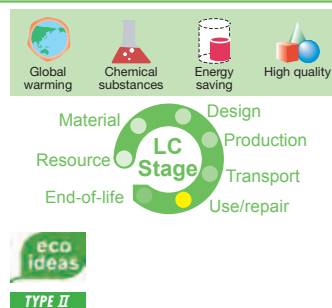 Global warming
Chemical substances
Energy saving
High quality
Design
Material
Production
LC Stage
Resource
Transport
End-of-life
Use/repair
eco
ideas
TYPE II